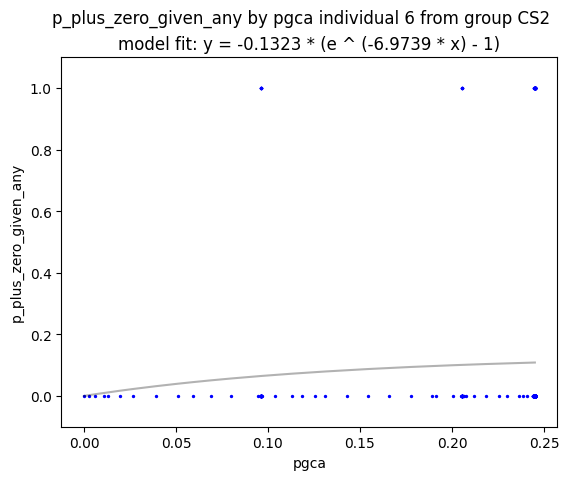 p_plus_zero_given_any by pgca individual 6 from group CS2
model fit: y = -0.1323 * (e ^ (-6.9739 * x) - 1)
1.0
0.8
0.6
0.4
0.2
0.0
p_plus_zero_given_any
0.00 0.05 0.10 0.15 0.20 0.25
pgca